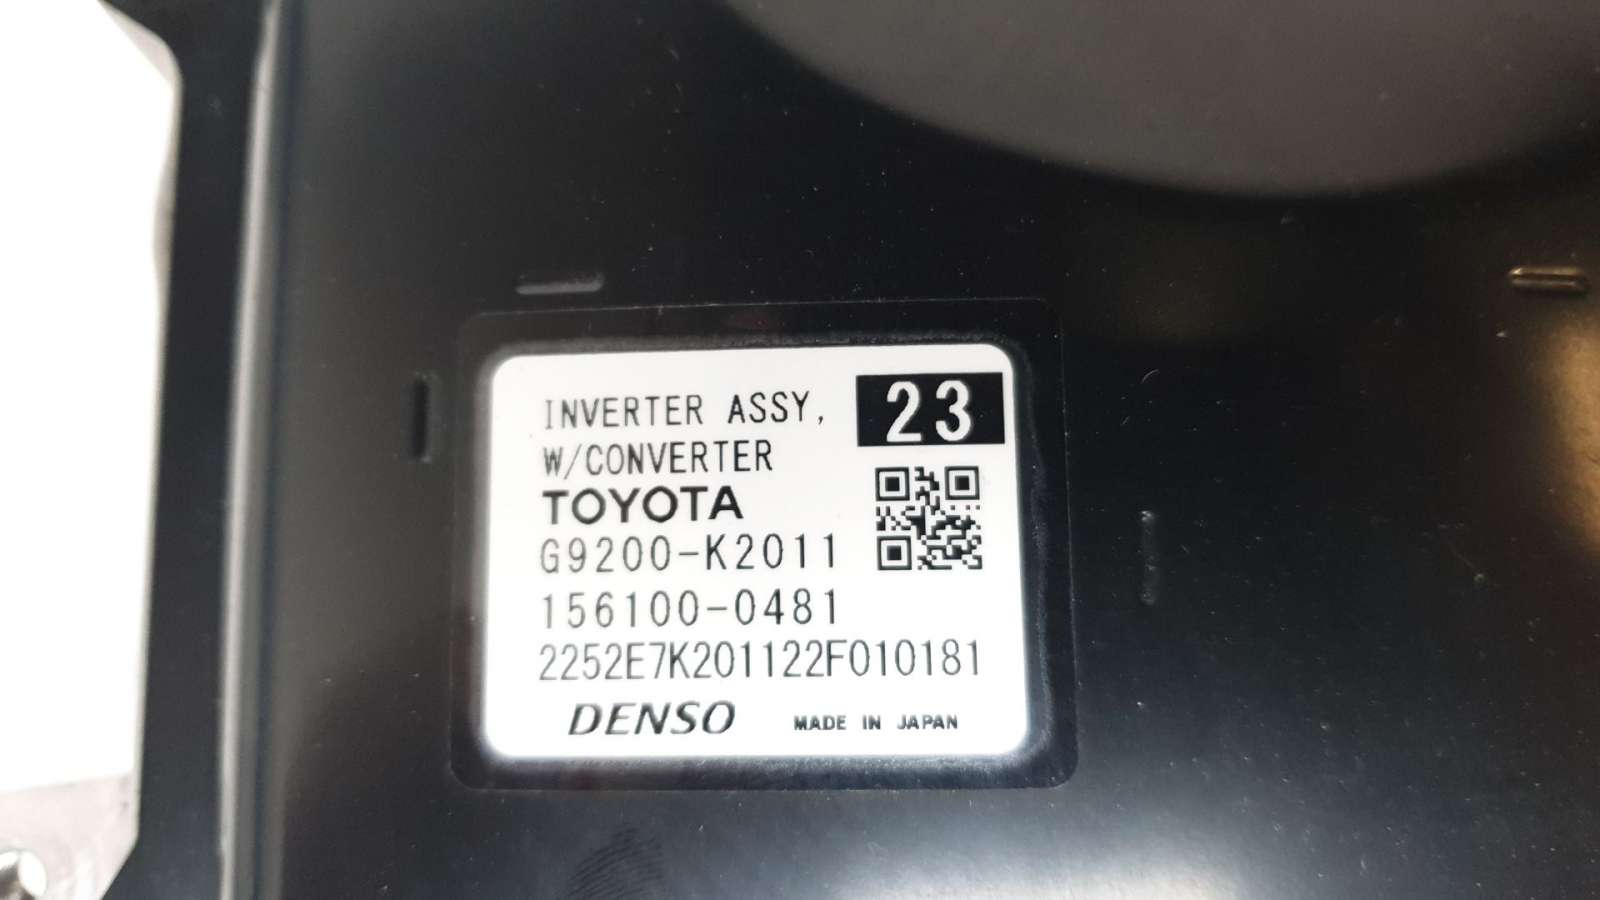 INVERTER ASSY, 23
W/CONVERTER
TOYOTA
G9200-K2011
156100-0481
2252E7K201122F010181
DENSO MADE IN JAPAN